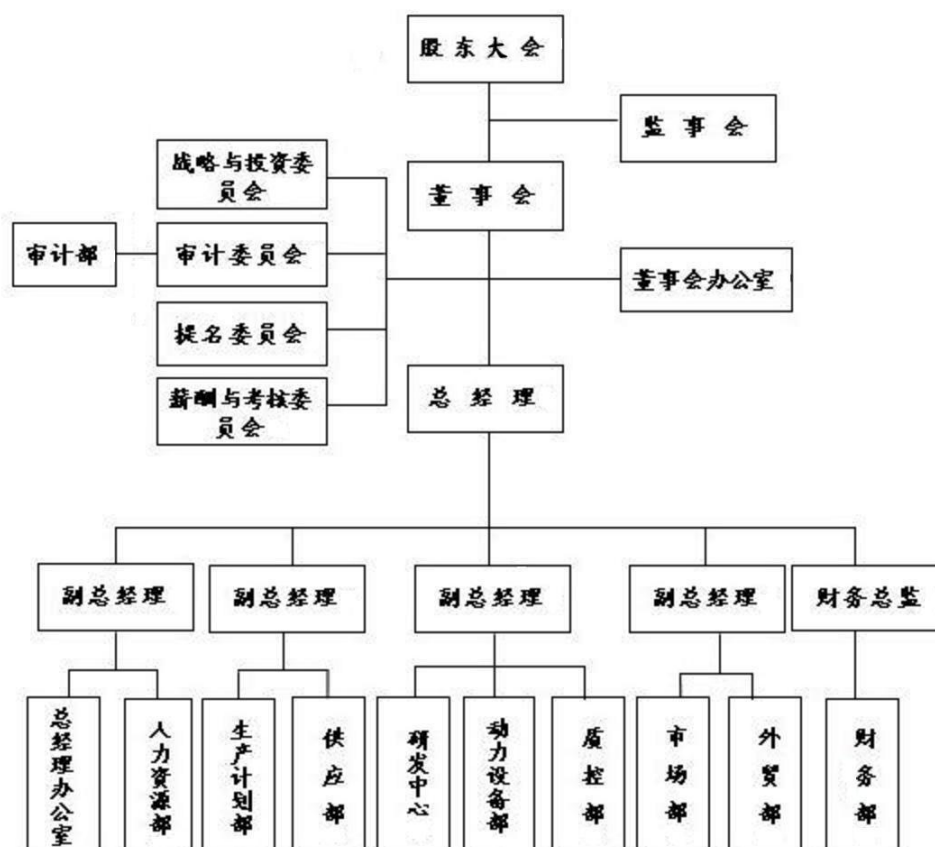 股东大会
监事会
战略与投资委
员会
董事会
审计部
审计委员会
董事会办公室
提名委员会
总经理
薪酬与考核委
员会
副总经理
副总经理
副总经理
副总经理
财务总监
总经理办公室
人力资源部
生产计划部
供应部
研发中心
动力设备部
质控部
市场部
外贸部
财务部